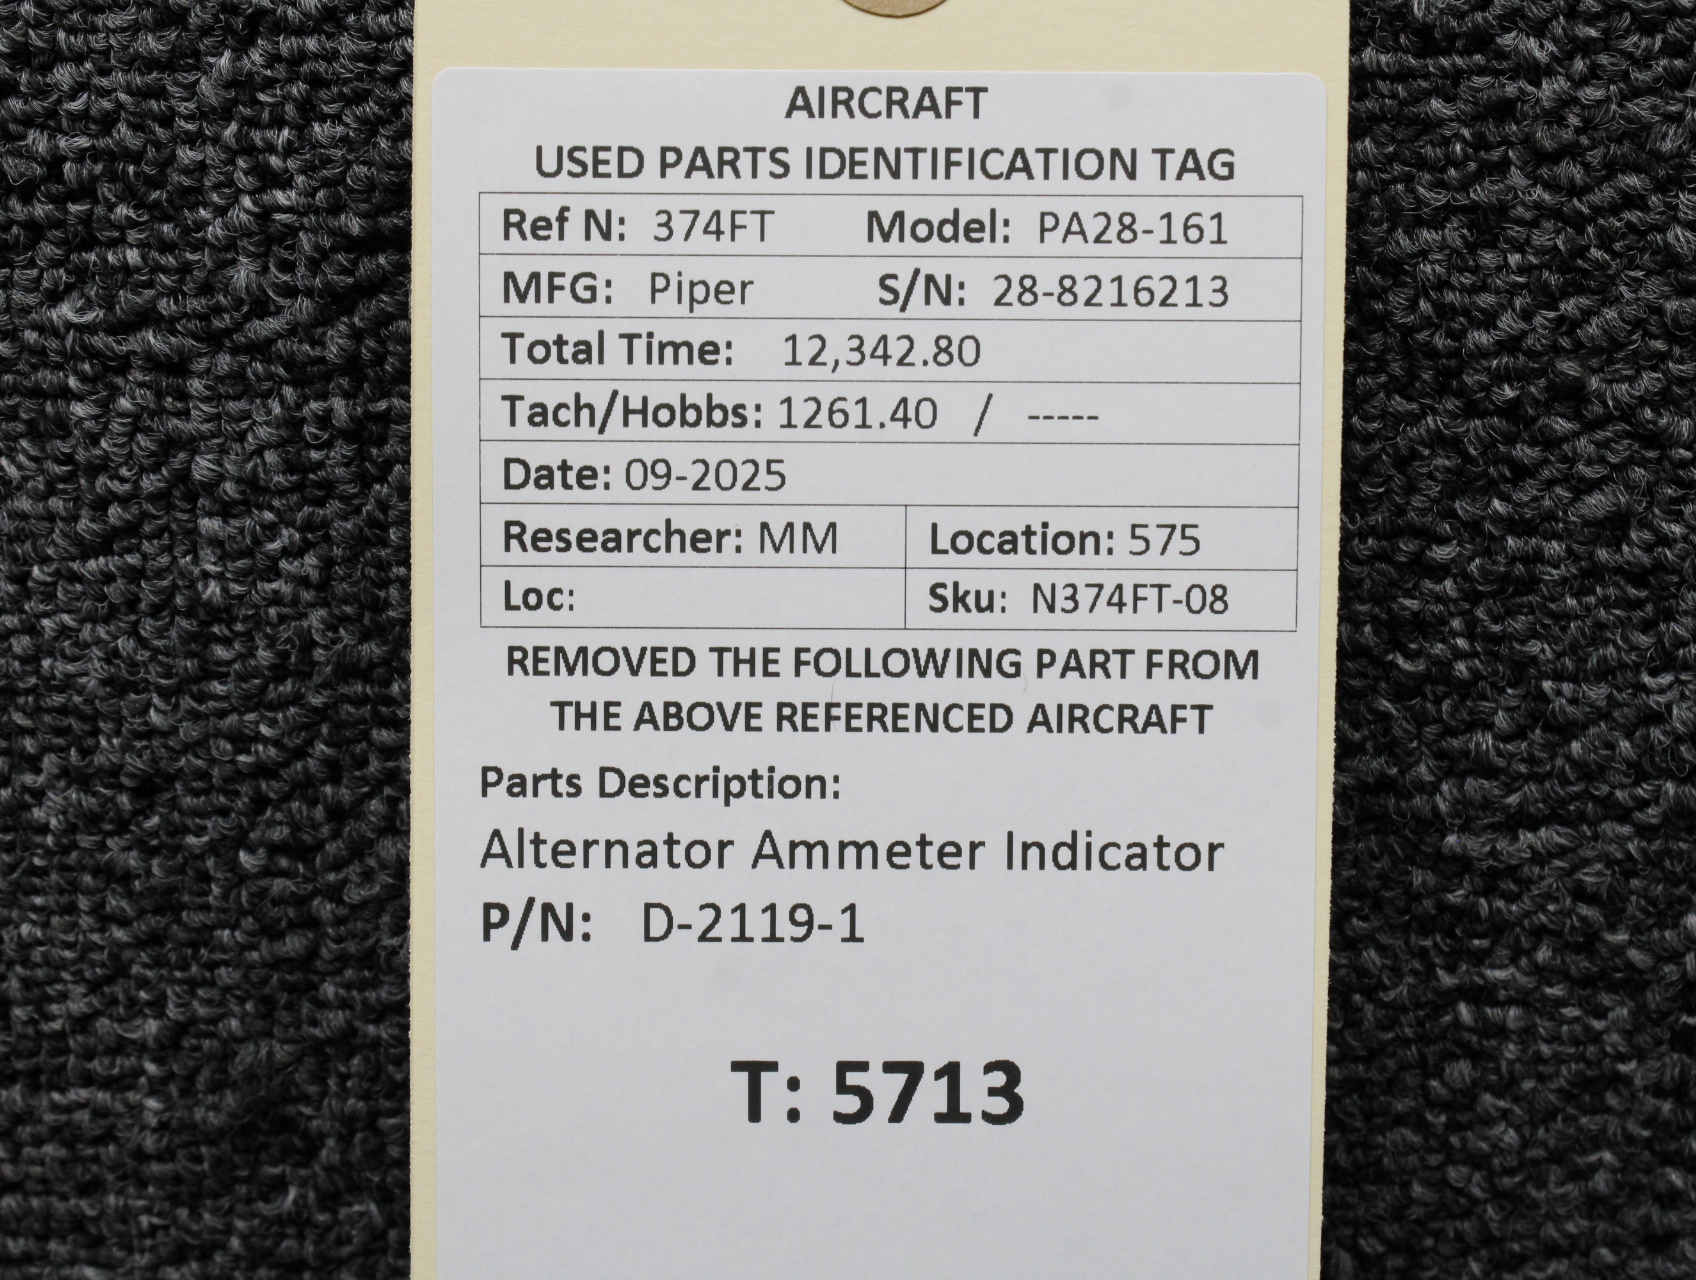 AIRCRAFT
USED PARTS IDENTIFICATION TAG
Ref N: 374FT Model: PA28-161
MFG: Piper S/N: 28-8216213
Total Time: 12,342.80
Tach/Hobbs: 1261.40 / -----
Date: 09-2025
Researcher: MM Location: 575
Loc: Sku: N374FT-08
REMOVED THE FOLLOWING PART FROM
THE ABOVE REFERENCED AIRCRAFT
Parts Description:
Alternator Ammeter Indicator
P/N: D-2119-1
T: 5713